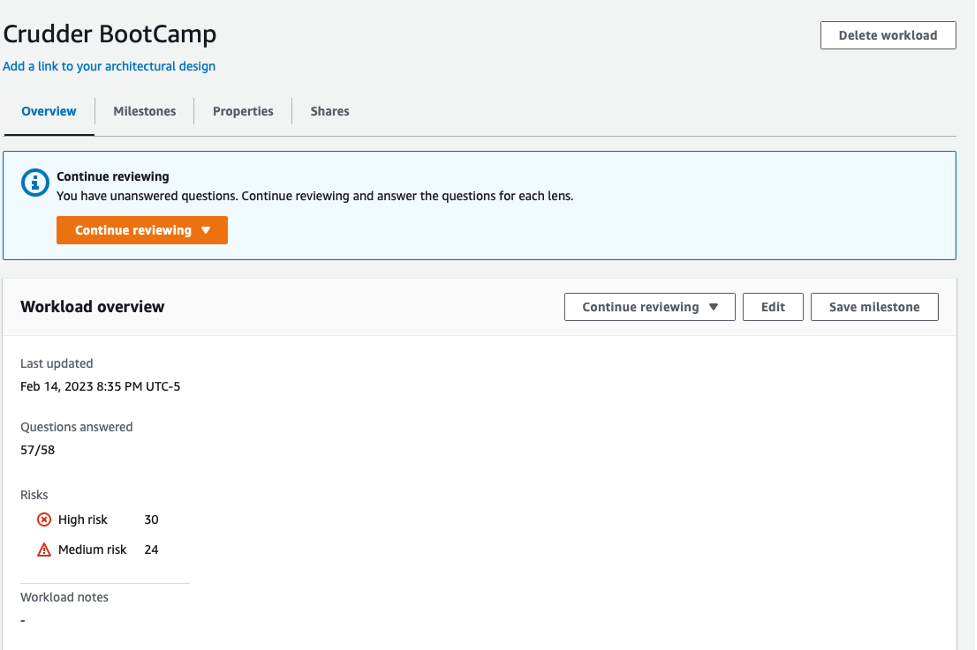 Crudder BootCamp
Delete workload
Add a link to your architectural design
Overview
Milestones
Properties
Shares
Continue reviewing
You have unanswered questions. Continue reviewing and answer the questions for each lens.
Continue reviewing
Workload overview
Continue reviewing
Edit
Save milestone
Last updated
Feb 14, 2023 8:35 PM UTC-5
Questions answered
57/58
Risks
High risk 30
Medium risk 24
Workload notes
-